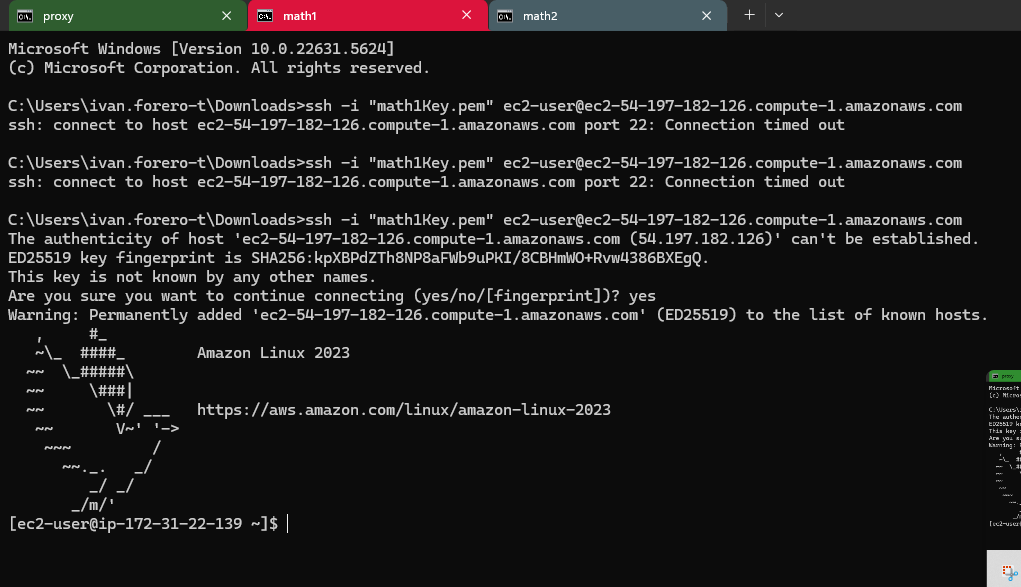 proxy
math1
math2
Microsoft Windows [Version 10.0.22631.5624]
(c) Microsoft Corporation. All rights reserved.
C:\Users\ivan.forero-t\Downloads>ssh -i "math1Key.pem" ec2-user@ec2-54-197-182-126.compute-1.amazonaws.com
ssh: connect to host ec2-54-197-182-126.compute-1.amazonaws.com port 22: Connection timed out
C:\Users\ivan.forero-t\Downloads>ssh -i "math1Key.pem" ec2-user@ec2-54-197-182-126.compute-1.amazonaws.com
ssh: connect to host ec2-54-197-182-126.compute-1.amazonaws.com port 22: Connection timed out
C:\Users\ivan.forero-t\Downloads>ssh -i "math1Key.pem" ec2-user@ec2-54-197-182-126.compute-1.amazonaws.com
The authenticity of host 'ec2-54-197-182-126.compute-1.amazonaws.com (54.197.182.126)' can't be established.
ED25519 key fingerprint is SHA256:kpXBPdZTh8NP8aFWb9uPKI/8CBHmWO+Rvw4386BXEgQ.
This key is not known by any other names.
Are you sure you want to continue connecting (yes/no/[fingerprint])? yes
Warning: Permanently added 'ec2-54-197-182-126.compute-1.amazonaws.com' (ED25519) to the list of known hosts.
   ,     #_
   ~\_  ####_        Amazon Linux 2023
  ~~  \_#####\
  ~~     \###|
  ~~       \#/ ___   https://aws.amazon.com/linux/amazon-linux-2023
   ~~       V~' '->
    ~~~         /
      ~~._.   _/
         _/ _/
       _/m/'
[ec2-user@ip-172-31-22-139 ~]$